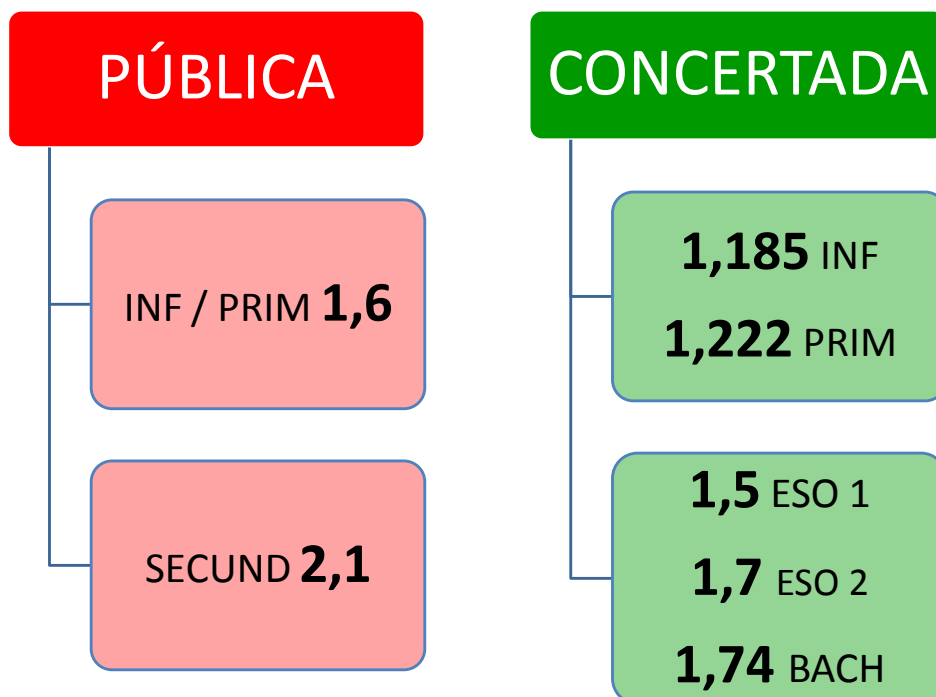 PÚBLICA
INF / PRIM 1,6
SECUND 2,1
CONCERTADA
1,185 INF
1,222 PRIM
1,5 ESO 1
1,7 ESO 2
1,74 BACH